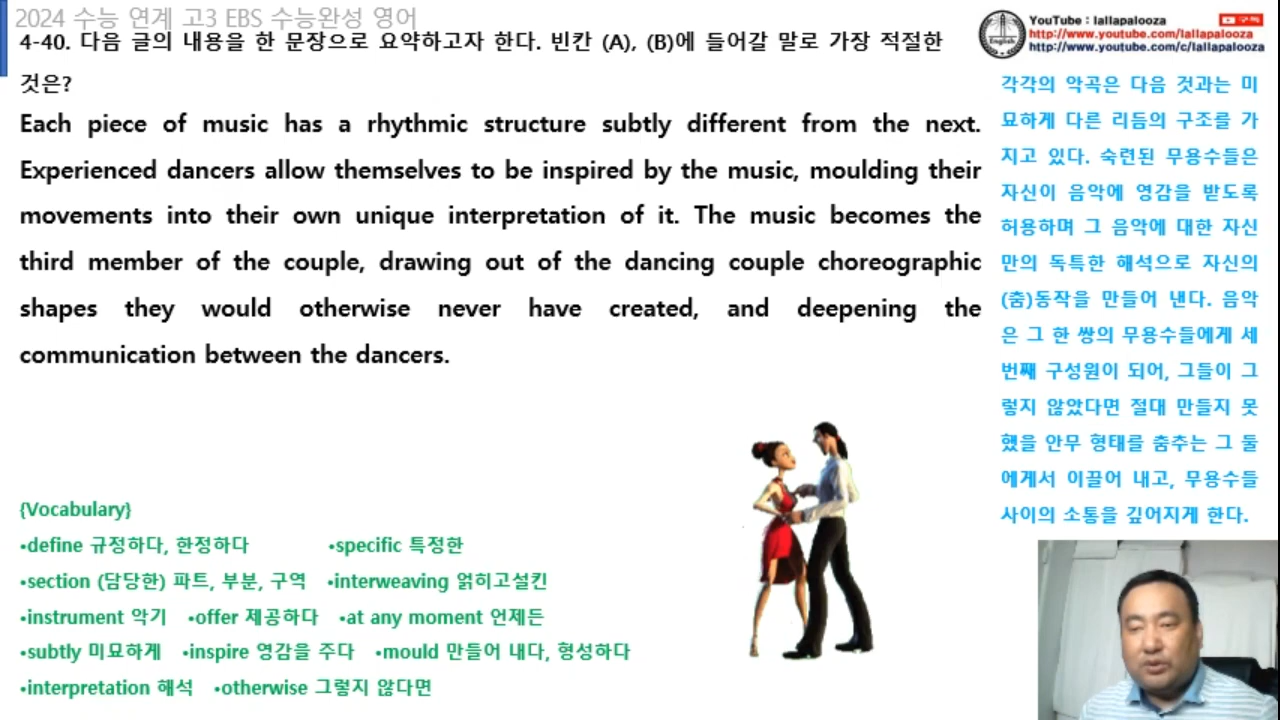 2024 수능 연계 고3 EBS 수능완성 영어
4-40. 다음 글의 내용을 한 문장으로 요약하고자 한다. 빈칸 (A), (B)에 들어갈 말로 가장 적절한
것은?
Each piece of music has a rhythmic structure subtly different from the next.
Experienced dancers allow themselves to be inspired by the music, moulding their
movements into their own unique interpretation of it. The music becomes the
third member of the couple, drawing out of the dancing couple choreographic
shapes they would otherwise never have created, and deepening the
communication between the dancers.
{Vocabulary}
•define 규정하다, 한정하다 •specific 특정한
•section (담당한) 파트, 부분, 구역 •interweaving 얽히고설킨
•instrument 악기 •offer 제공하다 •at any moment 언제든
•subtly 미묘하게 •inspire 영감을 주다 •mould 만들어 내다, 형성하다
•interpretation 해석 •otherwise 그렇지 않다면
English
YouTube : lallapalooza
구독
http://www.youtube.com/lallapalooza
http://www.youtube.com/c/lallapalooza
각각의 악곡은 다음 것과는 미
묘하게 다른 리듬의 구조를 가
지고 있다. 숙련된 무용수들은
자신이 음악에 영감을 받도록
허용하며 그 음악에 대한 자신
만의 독특한 해석으로 자신의
(춤)동작을 만들어 낸다. 음악
은 그 한 쌍의 무용수들에게 세
번째 구성원이 되어, 그들이 그
렇지 않았다면 절대 만들지 못
했을 안무 형태를 춤추는 그 둘
에게서 이끌어 내고, 무용수들
사이의 소통을 깊어지게 한다.